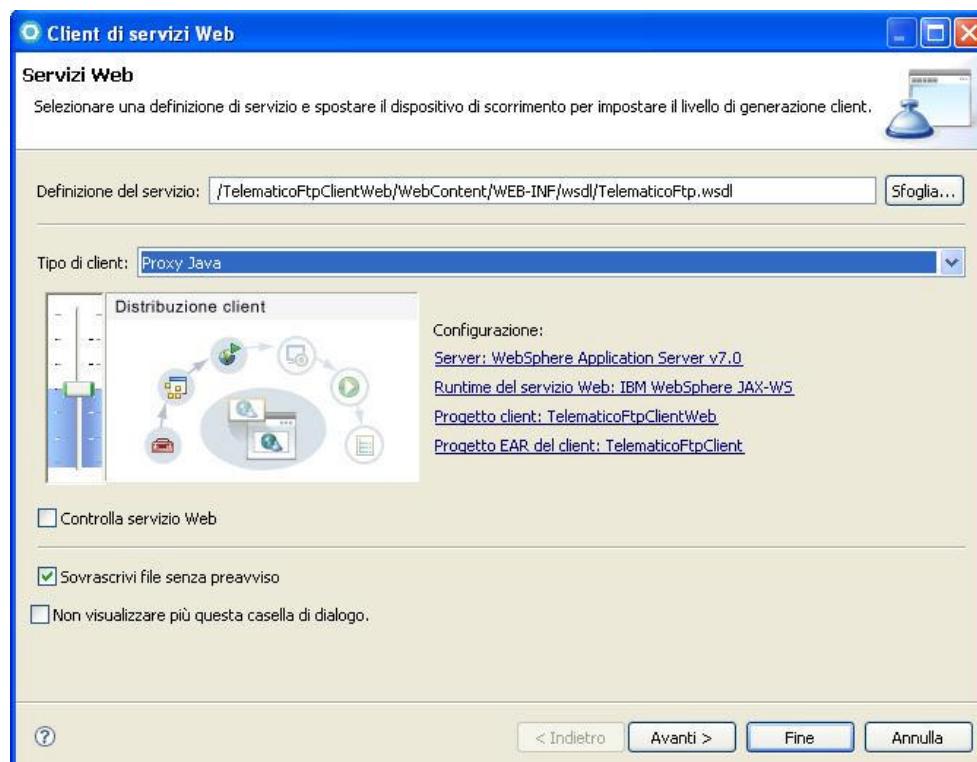 Client di servizi Web
Servizi Web
Selezionare una definizione di servizio e spostare il dispositivo di scorrimento per impostare il livello di generazione client.
Definizione del servizio: /TelematicoFtpClientWeb/WebContent/WEB-INF/wsdl/TelematicoFtp.wsdl Sfoglia...
Tipo di client: Proxy Java
Distribuzione client
Configurazione:
Server: WebSphere Application Server v7.0
Runtime del servizio Web: IBM WebSphere JAX-WS
Progetto client: TelematicoFtpClientWeb
Progetto EAR del client: TelematicoFtpClient
Controlla servizio Web
Sovrascrivi file senza preavviso
Non visualizzare più questa casella di dialogo.
? < Indietro Avanti > Fine Annulla